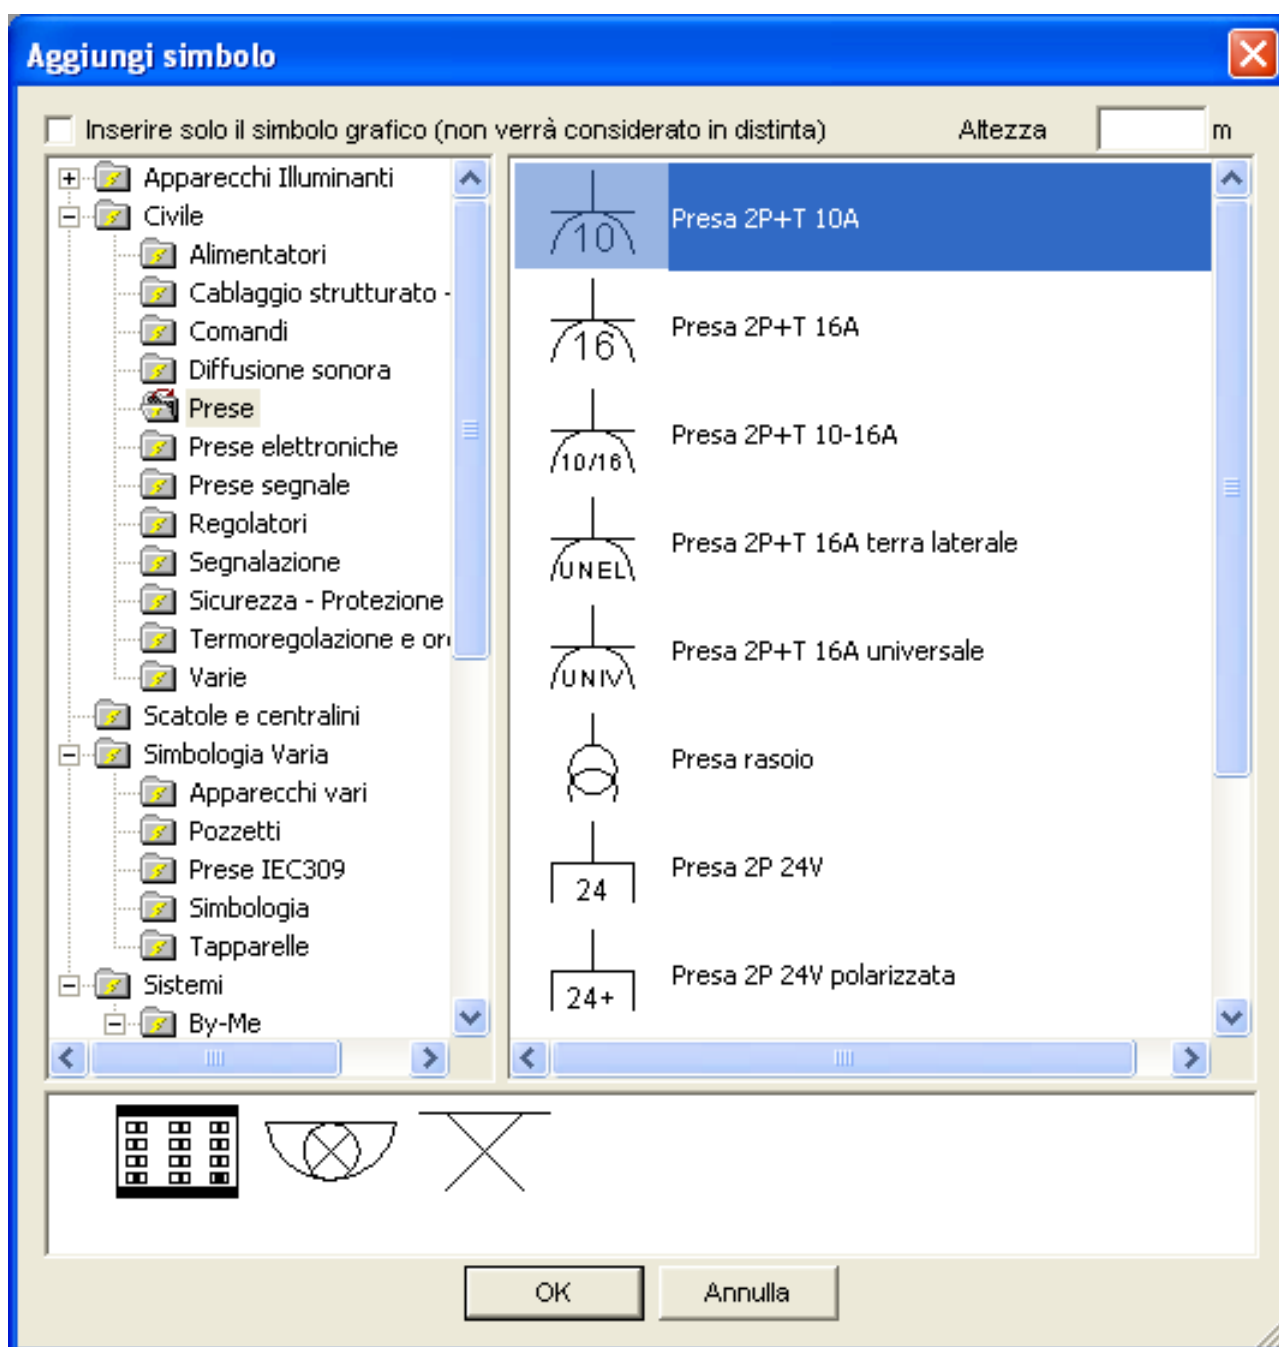 Aggiungi simbolo
Inserire solo il simbolo grafico (non verrà considerato in distinta)
Altezza
m
Apparecchi Illuminanti
Civile
Alimentatori
Cablaggio strutturato -
Comandi
Diffusione sonora
Prese
Prese elettroniche
Prese segnale
Regolatori
Segnalazione
Sicurezza - Protezione
Termoregolazione e oro
Varie
Scatole e centralini
Simbologia Varia
Apparecchi vari
Pozzetti
Prese IEC309
Simbologia
Tapparelle
Sistemi
By-Me
10 Presa 2P+T 10A
16 Presa 2P+T 16A
10/16 Presa 2P+T 10-16A
UNEL Presa 2P+T 16A terra laterale
UNIV Presa 2P+T 16A universale
Presa rasoio
24 Presa 2P 24V
24+ Presa 2P 24V polarizzata
OK
Annulla